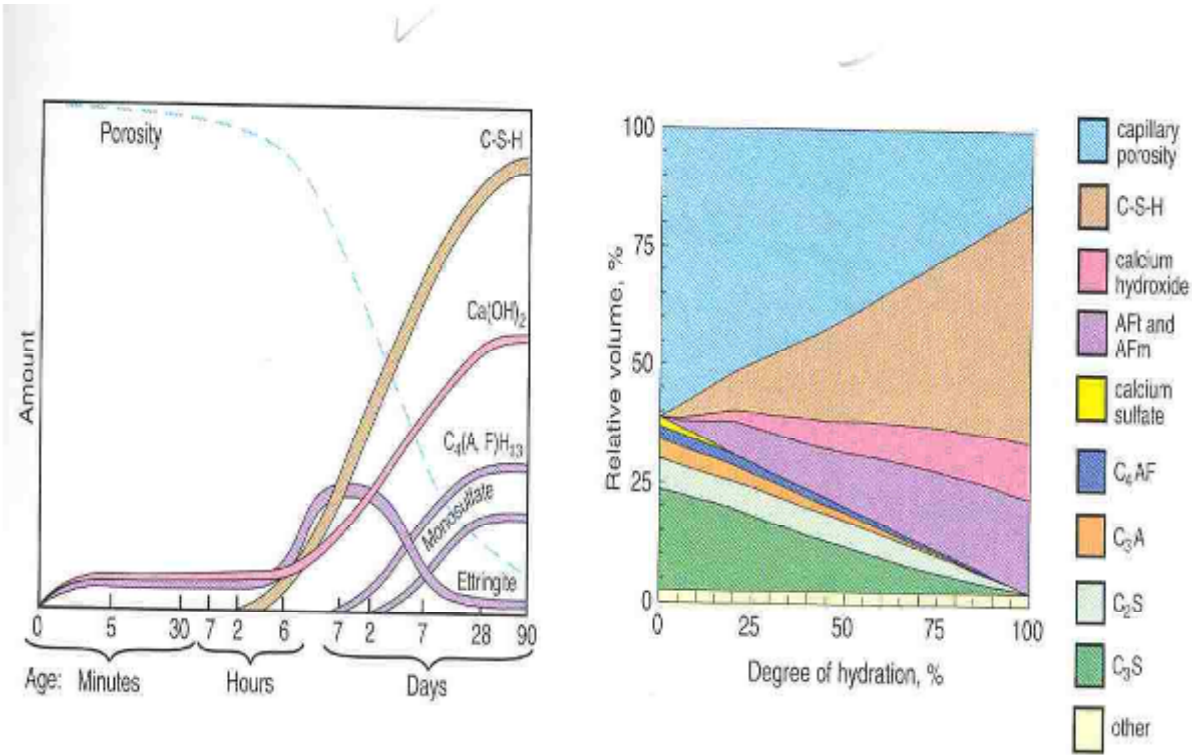 Porosity
C-S-H
Ca(OH)₂
C₄(A, F)H₁₃
Monosulfate
Ettringite
Amount
0 5 30 7 2 6 7 2 7 28 90
Age: Minutes Hours Days
100
75
50
25
0
Relative volume, %
0 25 50 75 100
Degree of hydration, %
capillary
porosity
C-S-H
calcium
hydroxide
AFt and
AFm
calcium
sulfate
C₄AF
C₃A
C₂S
C₃S
other